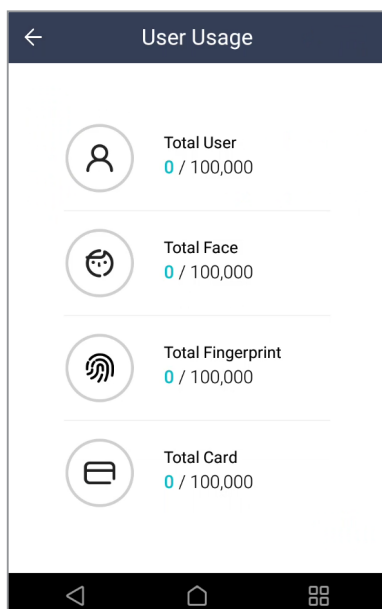 User Usage
Total User
0 / 100,000
Total Face
0 / 100,000
Total Fingerprint
0 / 100,000
Total Card
0 / 100,000